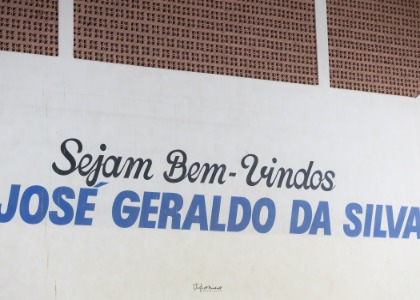 Sejam Bem-Vindos
JOSÉ GERALDO DA SILVA